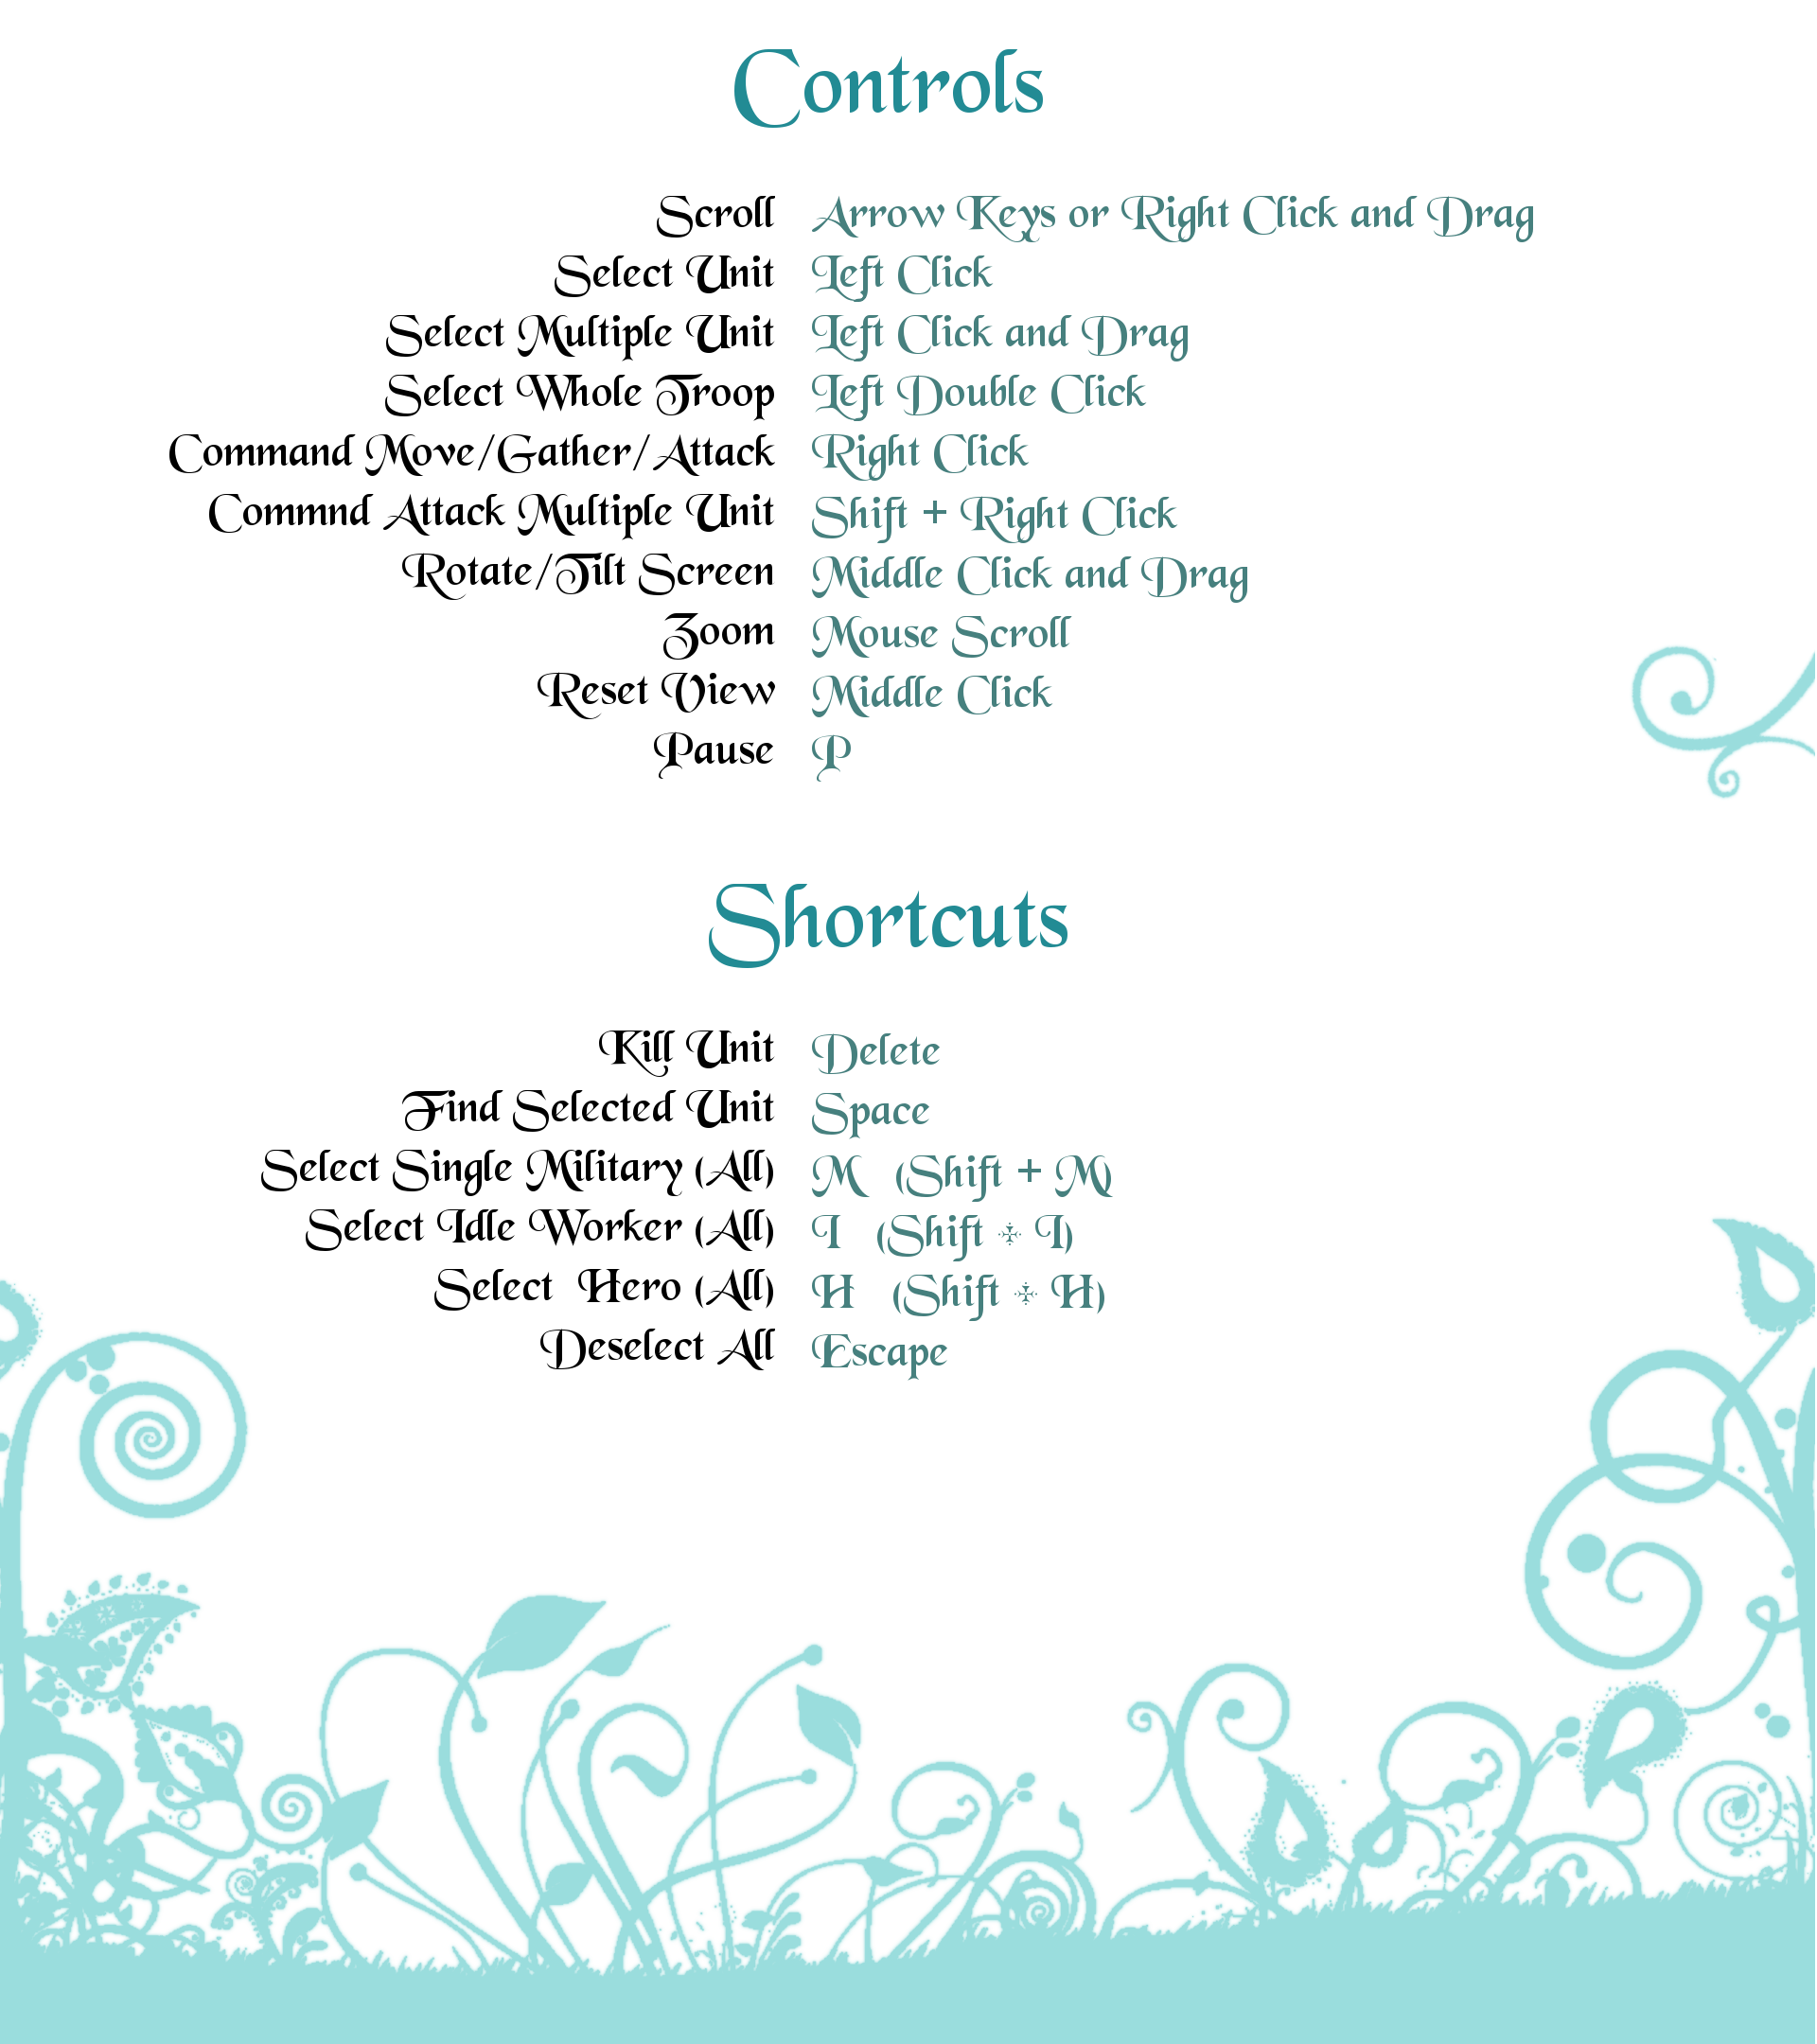 Controls
Scroll Arrow Keys or Right Click and Drag
Select Unit Left Click
Select Multiple Unit Left Click and Drag
Select Whole Troop Left Double Click
Command Move/Gather/Attack Right Click
Commnd Attack Multiple Unit Shift + Right Click
Rotate/Tilt Screen Middle Click and Drag
Zoom Mouse Scroll
Reset View Middle Click
Pause P
Shortcuts
Kill Unit Delete
Find Selected Unit Space
Select Single Military (All) M (Shift + M)
Select Idle Worker (All) I (Shift + I)
Select Hero (All) H (Shift + H)
Deselect All Escape